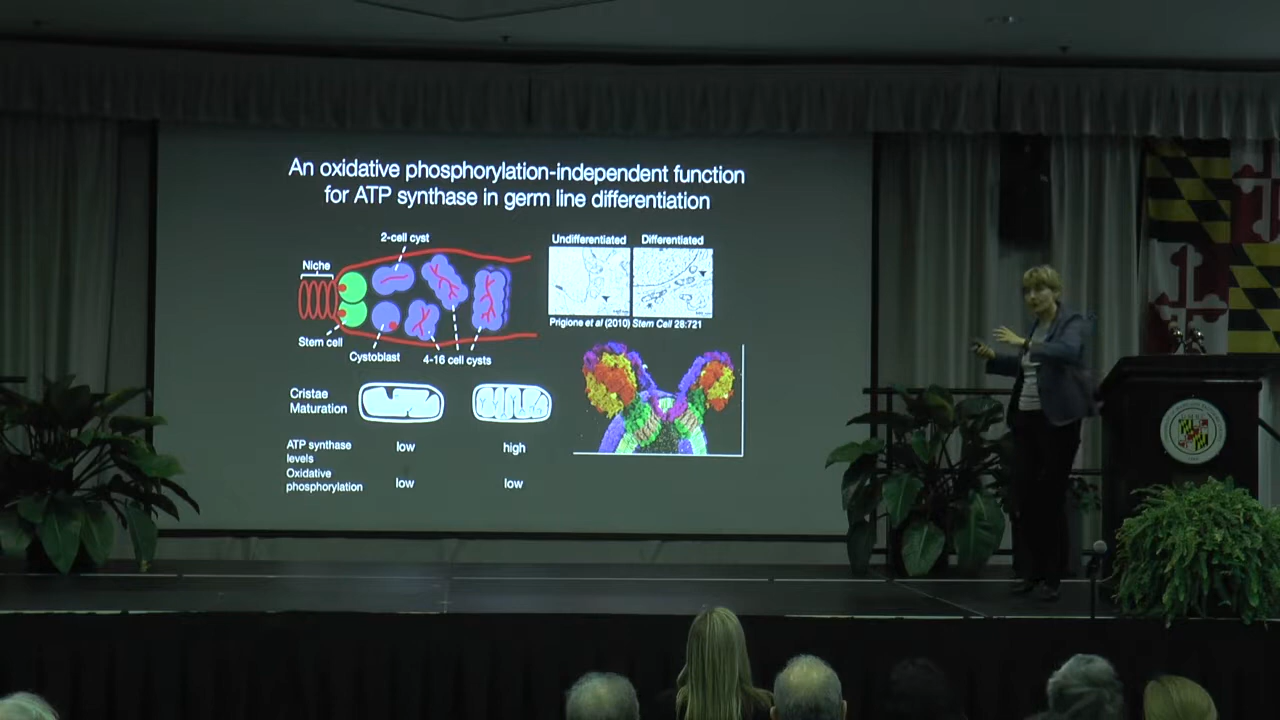 An oxidative phosphorylation-independent function
for ATP synthase in germ line differentiation
2-cell cyst
Niche
Stem cell
Cystoblast
4-16 cell cysts
Undifferentiated
Differentiated
Prigione et al (2010) Stem Cell 28:721
Cristae
Maturation
ATP synthase
levels
low
high
Oxidative
phosphorylation
low
low